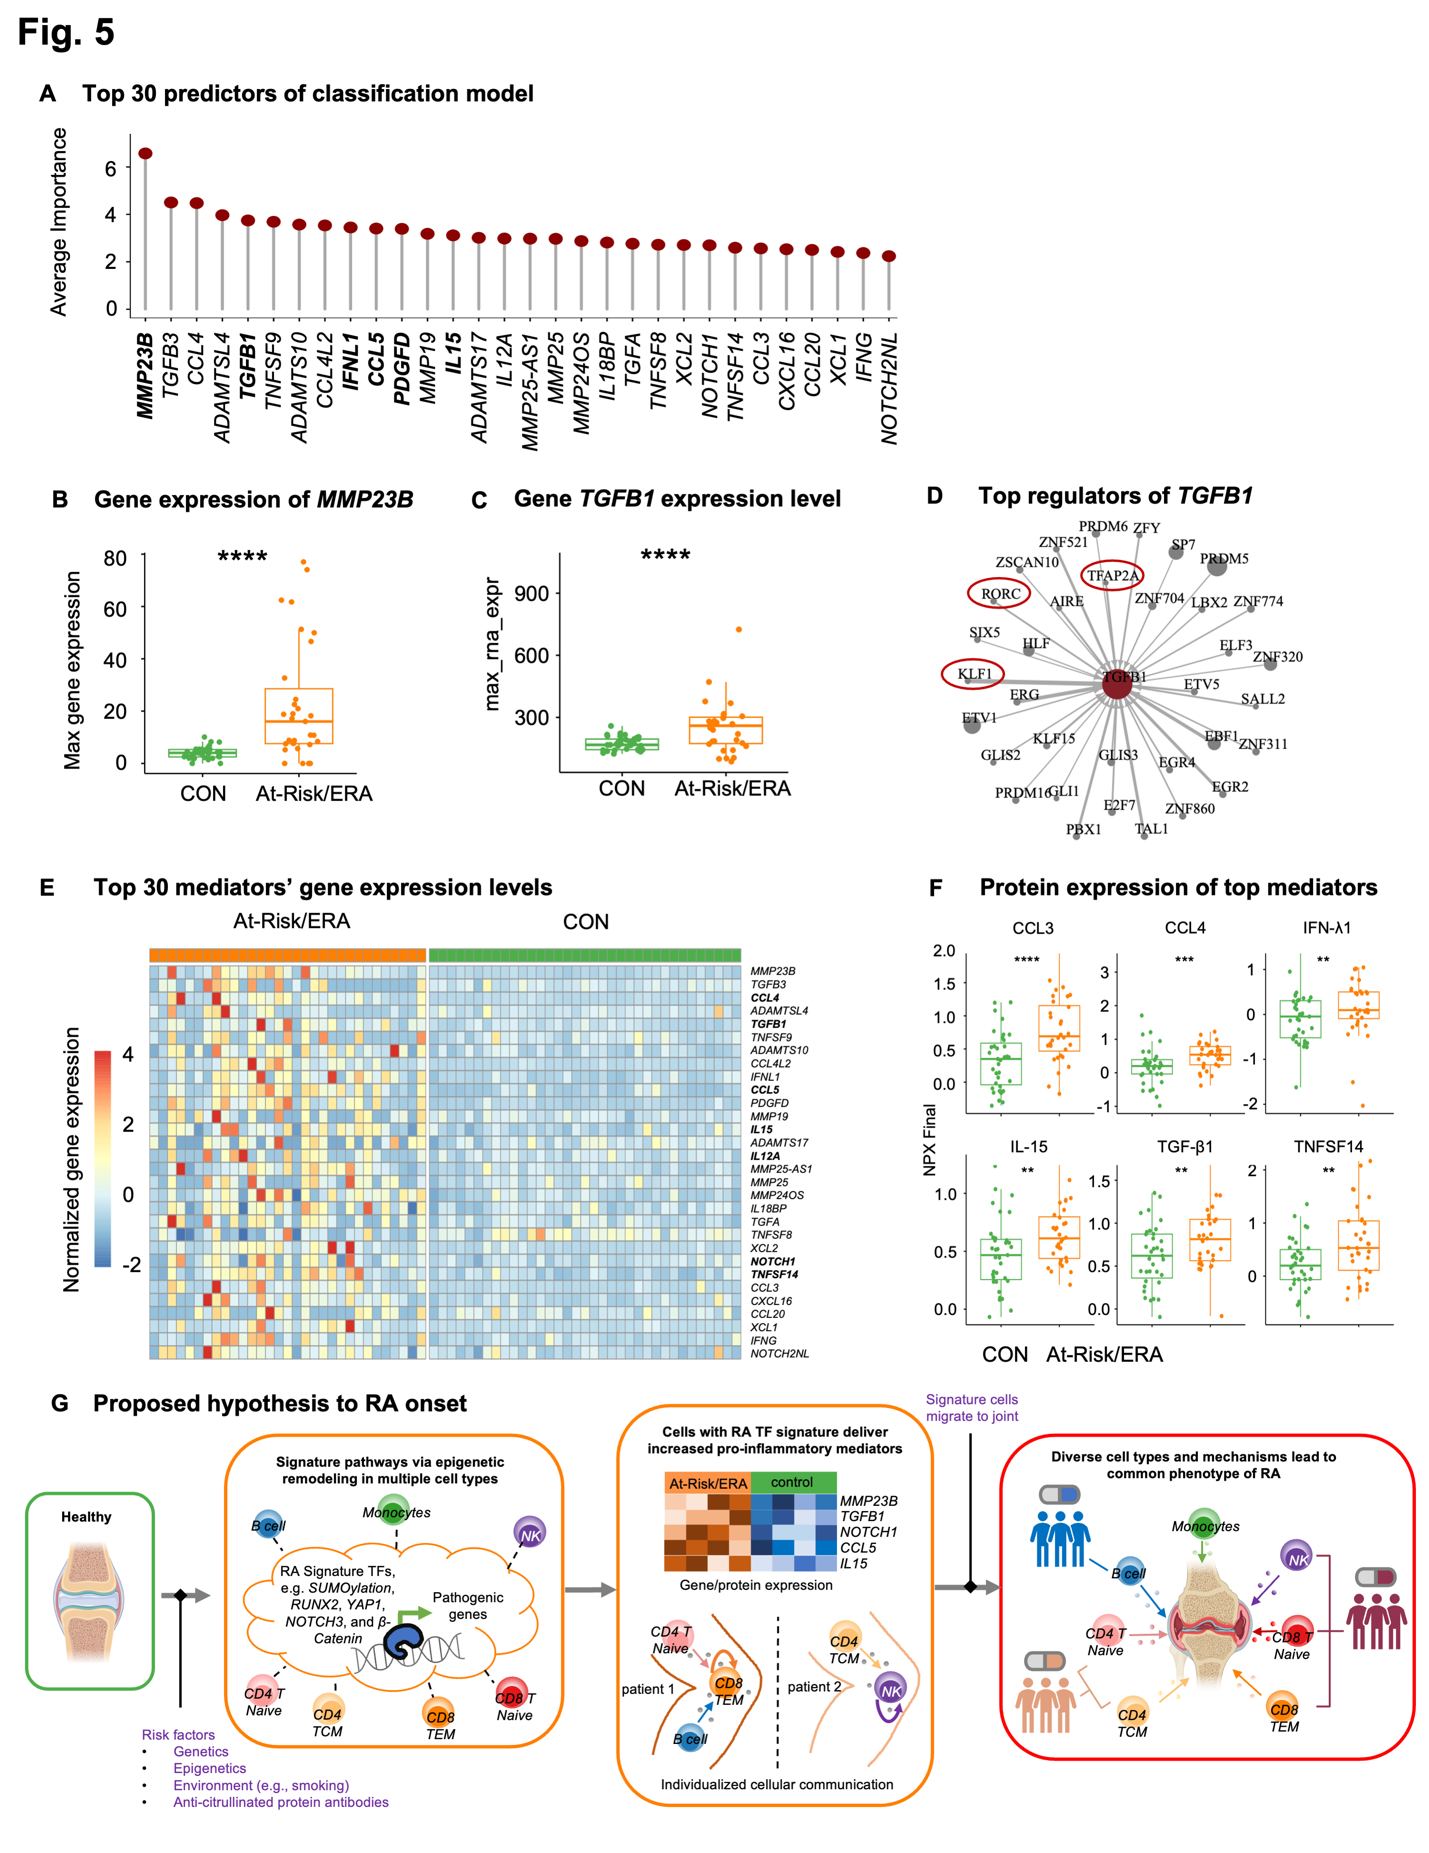 Fig. 5
A Top 30 predictors of classification model
Average Importance
6
4
2
0
MMP23B
TGFB3
CCL4
ADAMTSL4
TGFB1
TNFSF9
ADAMTS10
CCL4L2
IFNL1
CCL5
PDGFD
MMP19
IL15
ADAMTS17
IL12A
MMP25-AS1
MMP25
MMP24OS
IL18BP
TGFA
TNFSF8
XCL2
NOTCH1
TNFSF14
CCL3
CXCL16
CCL20
XCL1
IFNG
NOTCH2NL
B Gene expression of MMP23B
Max gene expression
80
60
40
20
0
****
CON At-Risk/ERA
C Gene TGFB1 expression level
max_rna_expr
900
600
300
****
CON At-Risk/ERA
D Top regulators of TGFB1
PRDM6
ZFY
ZNF521
SP7
PRDM5
ZSCAN10
TFAP2A
RORC
AIRE
ZNF704
LBX2
ZNF774
SIX5
HLF
ELF3
ZNF320
KLF1
TGFB1
ERG
ETV5
SALL2
ETV1
KLF15
EBF1
ZNF311
GLIS2
GLIS3
EGR4
PRDM16
GLI1
EGR2
E2F7
ZNF860
PBX1
TAL1
E Top 30 mediators’ gene expression levels
At-Risk/ERA CON
Normalized gene expression
4
2
0
-2
MMP23B
TGFB3
CCL4
ADAMTSL4
TGFB1
TNFSF9
ADAMTS10
CCL4L2
IFNL1
CCL5
PDGFD
MMP19
IL15
ADAMTS17
IL12A
MMP25-AS1
MMP25
MMP24OS
IL18BP
TGFA
TNFSF8
XCL2
NOTCH1
TNFSF14
CCL3
CXCL16
CCL20
XCL1
IFNG
NOTCH2NL
F Protein expression of top mediators
NPX Final
CCL3
****
2.0
1.5
1.0
0.5
0.0
CCL4
***
3
2
1
0
-1
IFN-λ1
**
1
0
-1
-2
IL-15
**
1.0
0.5
0.0
TGF-β1
**
1.5
1.0
0.5
0.0
TNFSF14
**
2
1
0
CON At-Risk/ERA
G Proposed hypothesis to RA onset
Healthy
Risk factors
• Genetics
• Epigenetics
• Environment (e.g., smoking)
• Anti-citrullinated protein antibodies
Signature pathways via epigenetic
remodeling in multiple cell types
B cell
Monocytes
NK
RA Signature TFs,
e.g. SUMOylation,
RUNX2, YAP1,
NOTCH3, and β-
Catenin
Pathogenic
genes
CD4 T
Naive
CD4
TCM
CD8
TEM
CD8 T
Naive
Cells with RA TF signature deliver
increased pro-inflammatory mediators
At-Risk/ERA control
MMP23B
TGFB1
NOTCH1
CCL5
IL15
Gene/protein expression
CD4 T
Naive
patient 1
CD8
TEM
B cell
CD4
TCM
patient 2
NK
Individualized cellular communication
Signature cells
migrate to joint
Diverse cell types and mechanisms lead to
common phenotype of RA
Monocytes
NK
B cell
CD4 T
Naive
CD8 T
Naive
CD4
TCM
CD8
TEM